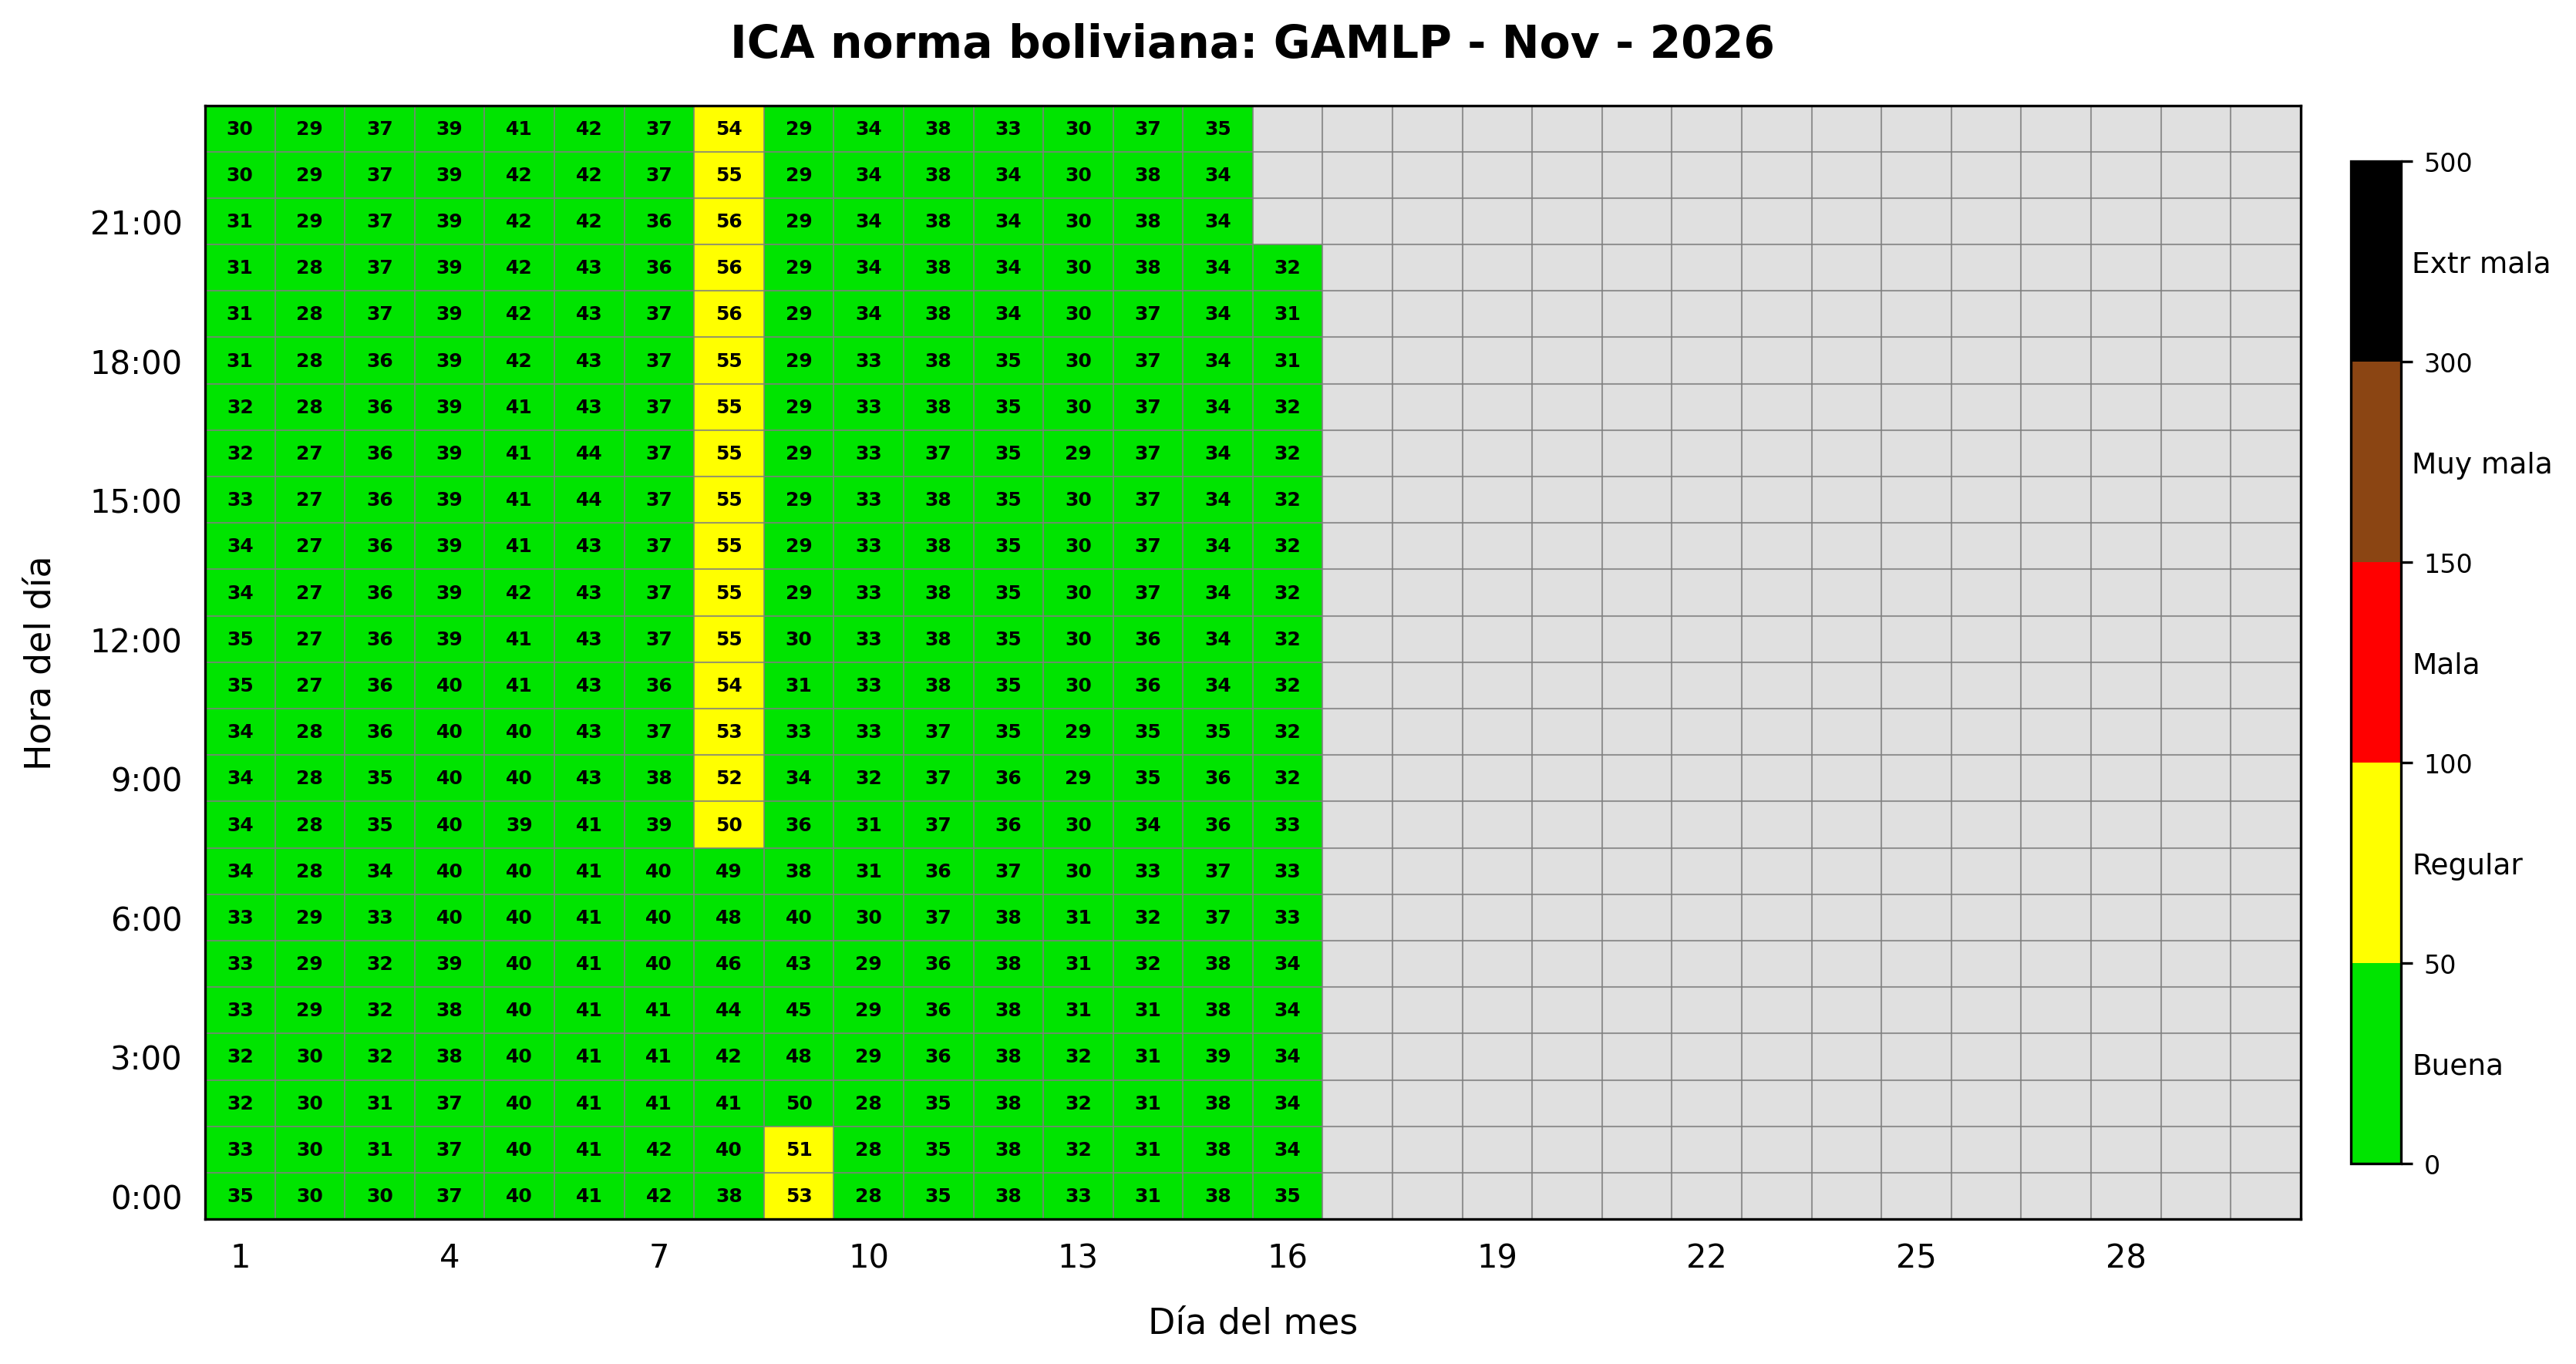 ICA norma boliviana: GAMLP - Nov - 2026
30 29 37 39 41 42 37 54 29 34 38 33 30 37 35
30 29 37 39 42 42 37 55 29 34 38 34 30 38 34
21:00 31 29 37 39 42 42 36 56 29 34 38 34 30 38 34
31 28 37 39 42 43 36 56 29 34 38 34 30 38 34 32
31 28 37 39 42 43 37 56 29 34 38 34 30 37 34 31
18:00 31 28 36 39 42 43 37 55 29 33 38 35 30 37 34 31
32 28 36 39 41 43 37 55 29 33 38 35 30 37 34 32
32 27 36 39 41 44 37 55 29 33 37 35 29 37 34 32
15:00 33 27 36 39 41 44 37 55 29 33 38 35 30 37 34 32
34 27 36 39 41 43 37 55 29 33 38 35 30 37 34 32
34 27 36 39 42 43 37 55 29 33 38 35 30 37 34 32
12:00 35 27 36 39 41 43 37 55 30 33 38 35 30 36 34 32
35 27 36 40 41 43 36 54 31 33 38 35 30 36 34 32
34 28 36 40 40 43 37 53 33 33 37 35 29 35 35 32
9:00 34 28 35 40 40 43 38 52 34 32 37 36 29 35 36 32
34 28 35 40 39 41 39 50 36 31 37 36 30 34 36 33
34 28 34 40 40 41 40 49 38 31 36 37 30 33 37 33
6:00 33 29 33 40 40 41 40 48 40 30 37 38 31 32 37 33
33 29 32 39 40 41 40 46 43 29 36 38 31 32 38 34
33 29 32 38 40 41 41 44 45 29 36 38 31 31 38 34
3:00 32 30 32 38 40 41 41 42 48 29 36 38 32 31 39 34
32 30 31 37 40 41 41 41 50 28 35 38 32 31 38 34
33 30 31 37 40 41 42 40 51 28 35 38 32 31 38 34
0:00 35 30 30 37 40 41 42 38 53 28 35 38 33 31 38 35
1 4 7 10 13 16 19 22 25 28
Día del mes
Hora del día
500
Extr mala
300
Muy mala
150
Mala
100
Regular
50
Buena
0